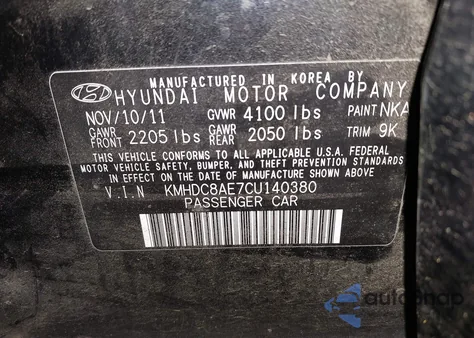 MANUFACTURED IN KOREA BY
HYUNDAI MOTOR COMPANY
NOV/10/11 GVWR 4100 lbs PAINT NKA
GAWR FRONT 2205 lbs GAWR REAR 2050 lbs TRIM 9K
THIS VEHICLE CONFORMS TO ALL APPLICABLE U.S.A. FEDERAL
MOTOR VEHICLE SAFETY, BUMPER, AND THEFT PREVENTION STANDARDS
IN EFFECT ON THE DATE OF MANUFACTURE SHOWN ABOVE.
V.I.N KMHDC8AE7CU140380
PASSENGER CAR